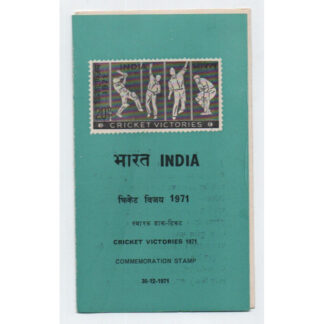 INDIA
CRICKET VICTORIES
भारत INDIA
क्रिकेट विजय 1971
स्मारक डाक-टिकट
CRICKET VICTORIES 1971
COMMEMORATION STAMP
30-12-1971